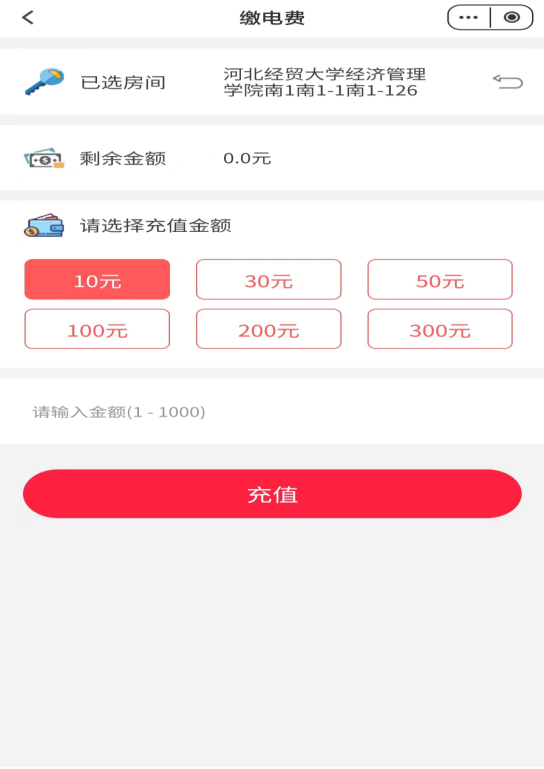 缴电费
已选房间
河北经贸大学经济管理
学院南1南1-1南1-126
剩余金额
0.0元
请选择充值金额
10元
30元
50元
100元
200元
300元
请输入金额(1 - 1000)
充值